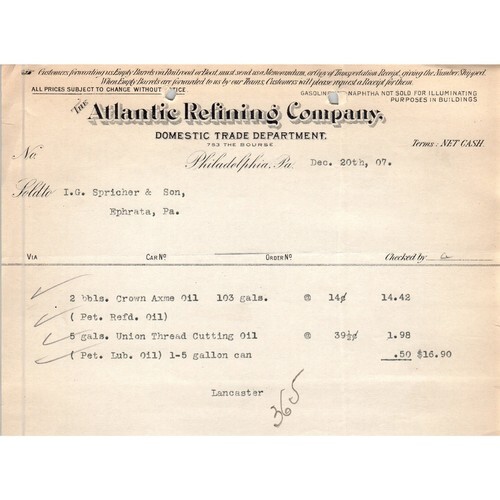 Customers forwarding us Empty Barrels on Railroad or Boat, must send us a Memorandum, or Copy of Transportation Receipt, giving the Number Shipped.
When Empty Barrels are forwarded to us by our Teams, Customers will please request a Receipt for them.
ALL PRICES SUBJECT TO CHANGE WITHOUT NOTICE.
GASOLINE NAPHTHA NOT SOLD FOR ILLUMINATING
PURPOSES IN BUILDINGS
THE Atlantic Refining Company,
DOMESTIC TRADE DEPARTMENT.
783 THE BOURSE.
Terms: NET CASH.
No.
Philadelphia, Pa. Dec. 20th, 07.
Sold to I.G. Spricher & Son,
Ephrata, Pa.
VIA CAR No ORDER No Checked by
2 bbls. Crown Axme Oil 103 gals. @ 14¢ 14.42
( Pet. Refd. Oil)
5 gals. Union Thread Cutting Oil @ 39½¢ 1.98
( Pet. Lub. Oil) 1-5 gallon can .50 $16.90
Lancaster
365